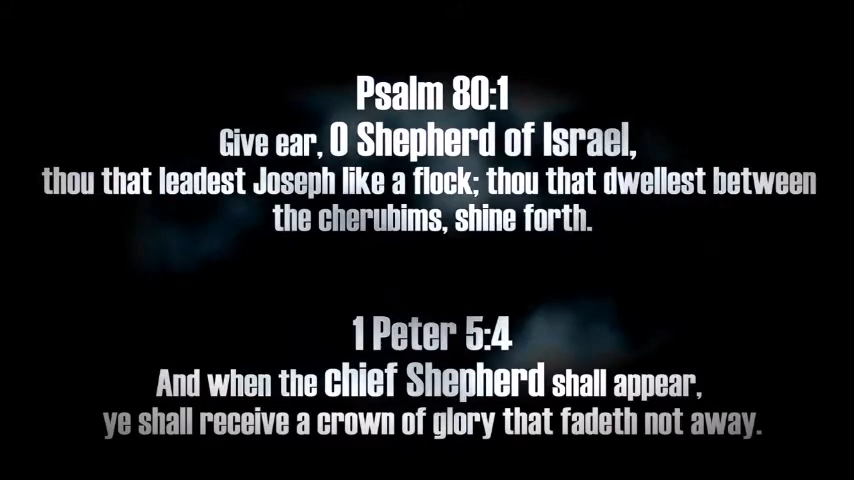 Psalm 80:1
Give ear, O Shepherd of Israel,
thou that leadest Joseph like a flock; thou that dwellest between
the cherubims, shine forth.
1 Peter 5:4
And when the chief Shepherd shall appear,
ye shall receive a crown of glory that fadeth not away.